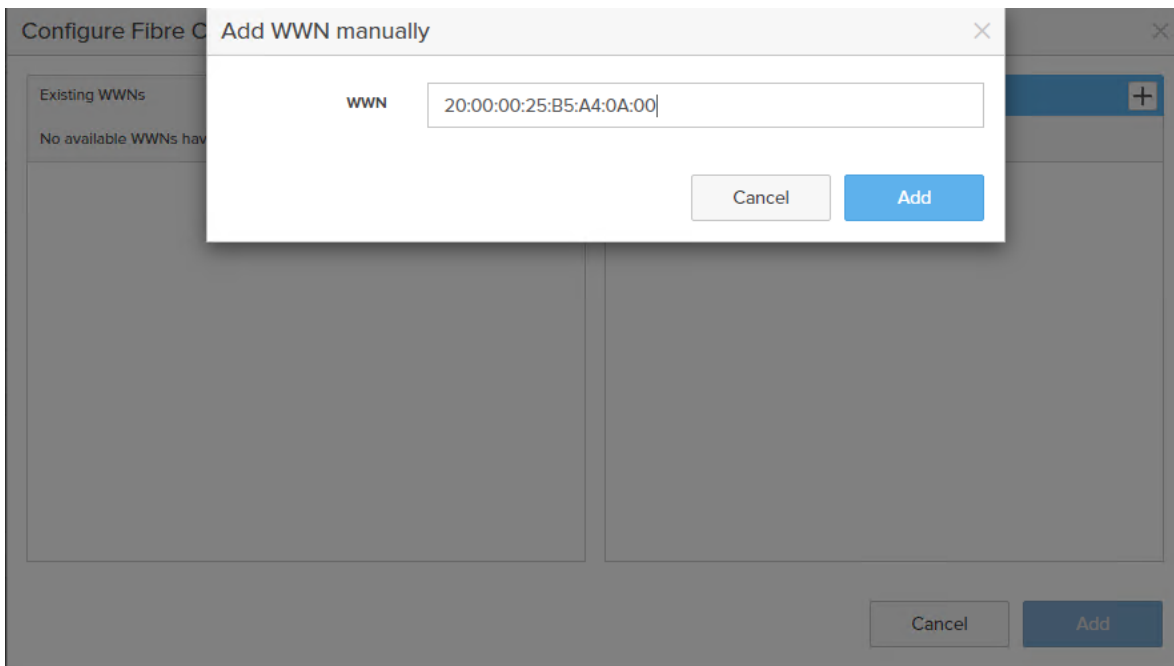 Configure Fibre C
Add WWN manually
Existing WWNs
No available WWNs hav
WWN
20:00:00:25:B5:A4:0A:00
Cancel
Add
Cancel
Add